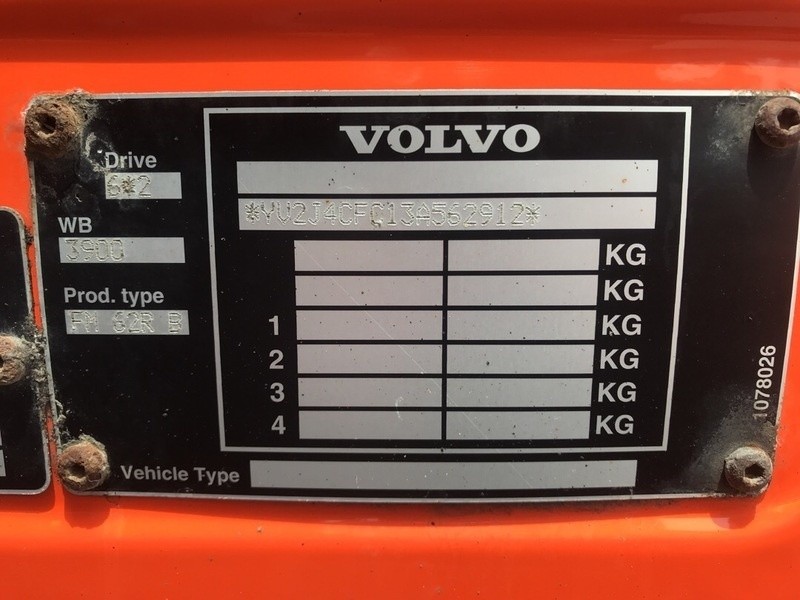 VOLVO
Drive
6*2
*YV2J4CFC13A562912*
WB
3900
KG
Prod. type
KG
FM 62R B
1 KG
2 KG
3 KG
4 KG
1078026
Vehicle Type